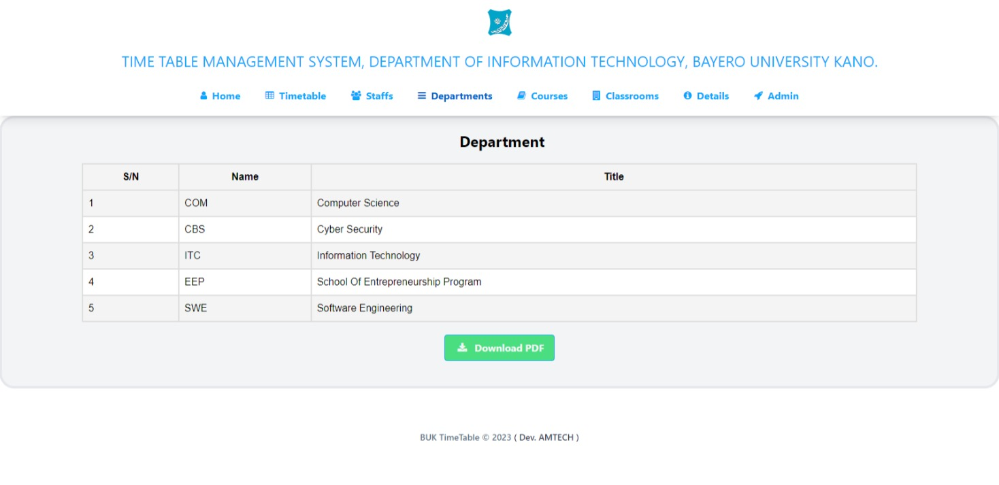 TIME TABLE MANAGEMENT SYSTEM, DEPARTMENT OF INFORMATION TECHNOLOGY, BAYERO UNIVERSITY KANO.
Home Timetable Staffs Departments Courses Classrooms Details Admin
Department
S/N Name Title
1 COM Computer Science
2 CBS Cyber Security
3 ITC Information Technology
4 EEP School Of Entrepreneurship Program
5 SWE Software Engineering
Download PDF
BUK TimeTable © 2023 ( Dev. AMTECH )